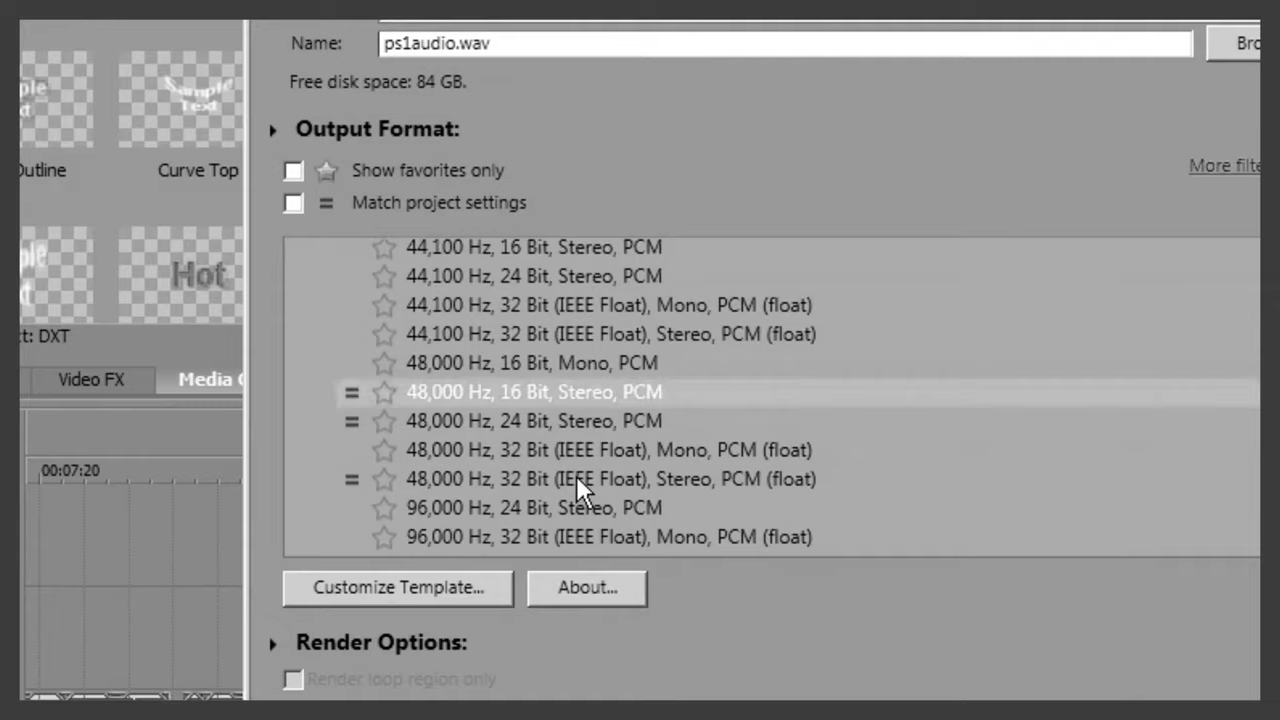 Name: ps1audio.wav
Free disk space: 84 GB.
Output Format:
Show favorites only
More filte
Match project settings
44,100 Hz, 16 Bit, Stereo, PCM
44,100 Hz, 24 Bit, Stereo, PCM
44,100 Hz, 32 Bit (IEEE Float), Mono, PCM (float)
44,100 Hz, 32 Bit (IEEE Float), Stereo, PCM (float)
48,000 Hz, 16 Bit, Mono, PCM
48,000 Hz, 16 Bit, Stereo, PCM
48,000 Hz, 24 Bit, Stereo, PCM
48,000 Hz, 32 Bit (IEEE Float), Mono, PCM (float)
48,000 Hz, 32 Bit (IEEE Float), Stereo, PCM (float)
96,000 Hz, 24 Bit, Stereo, PCM
96,000 Hz, 32 Bit (IEEE Float), Mono, PCM (float)
Customize Template... About...
Render Options:
Render loop region only
Sample
Text
Outline Curve Top
Hot
t: DXT
Video FX Media
00:07:20